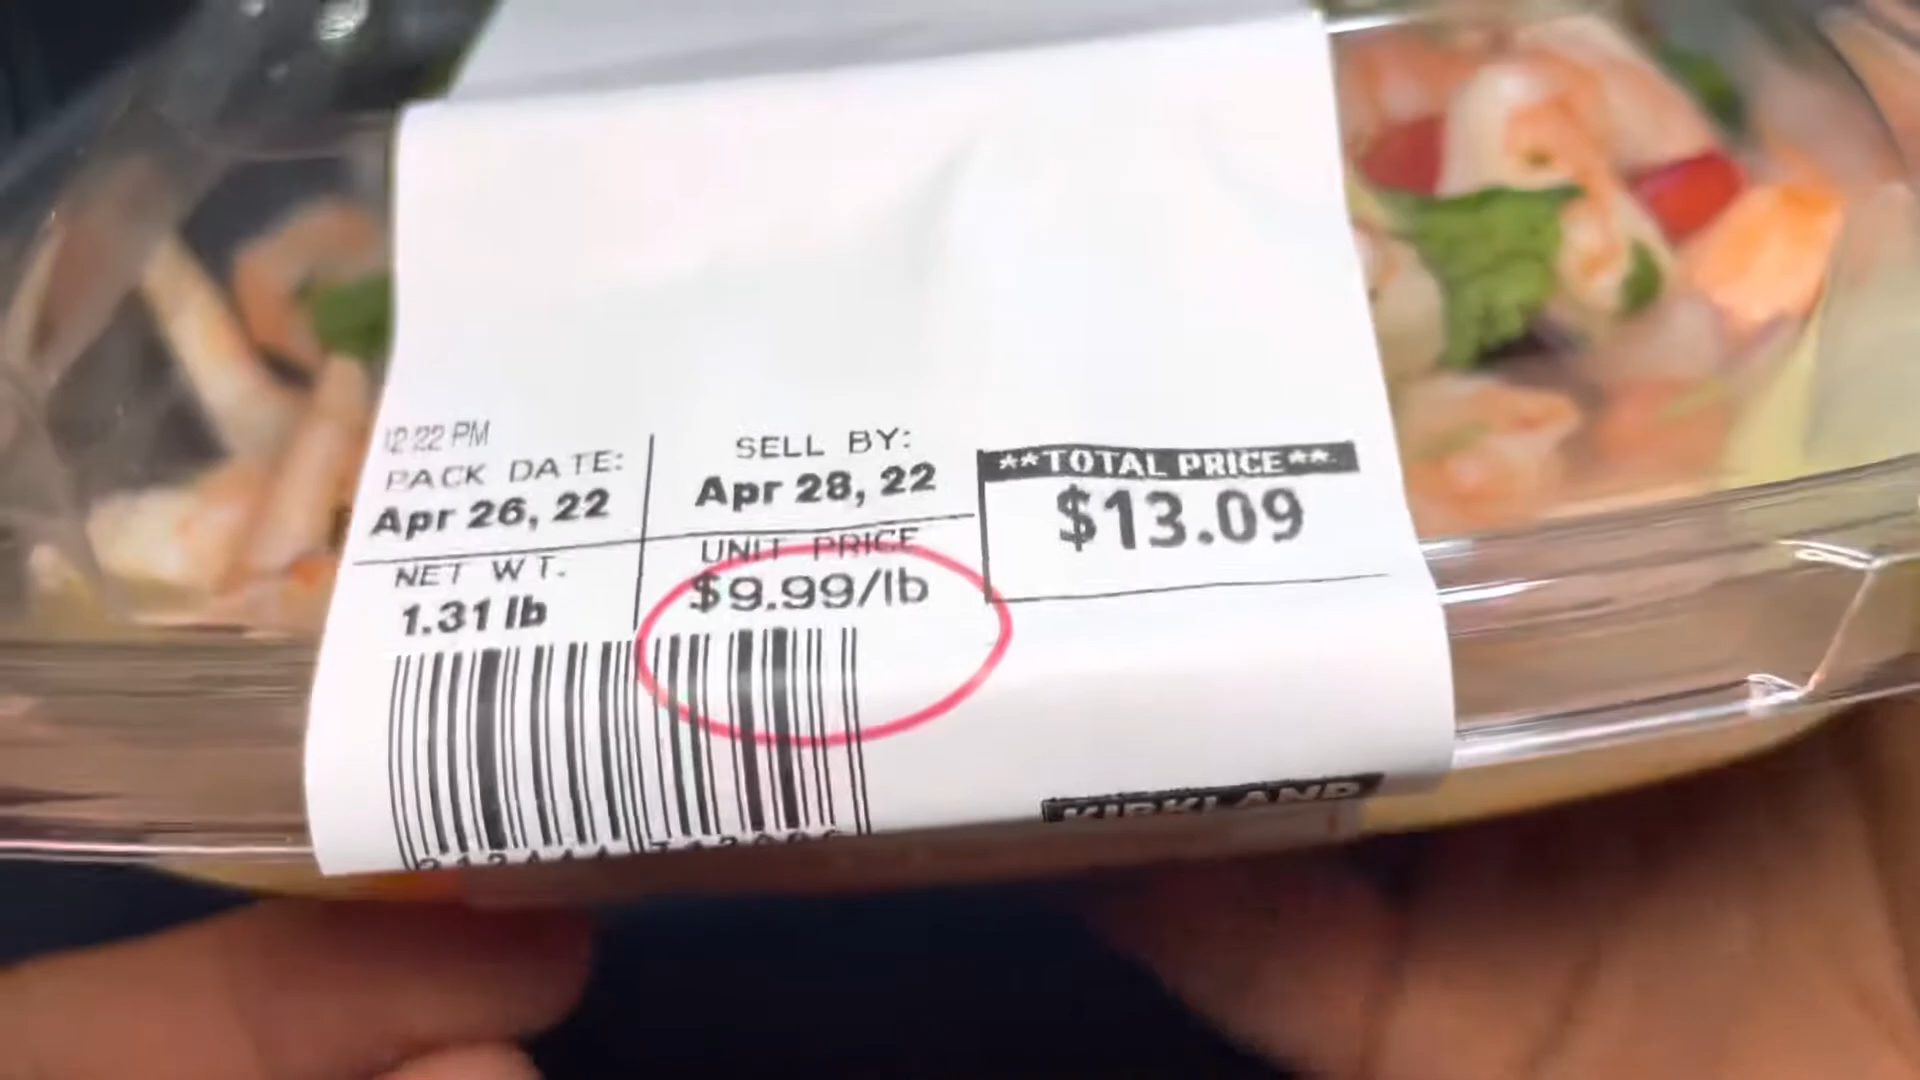 12:22 PM
PACK DATE:
Apr 26, 22
SELL BY:
Apr 28, 22
**TOTAL PRICE**
$13.09
NET WT.
1.31 lb
UNIT PRICE
$9.99/lb
KIRKLAND